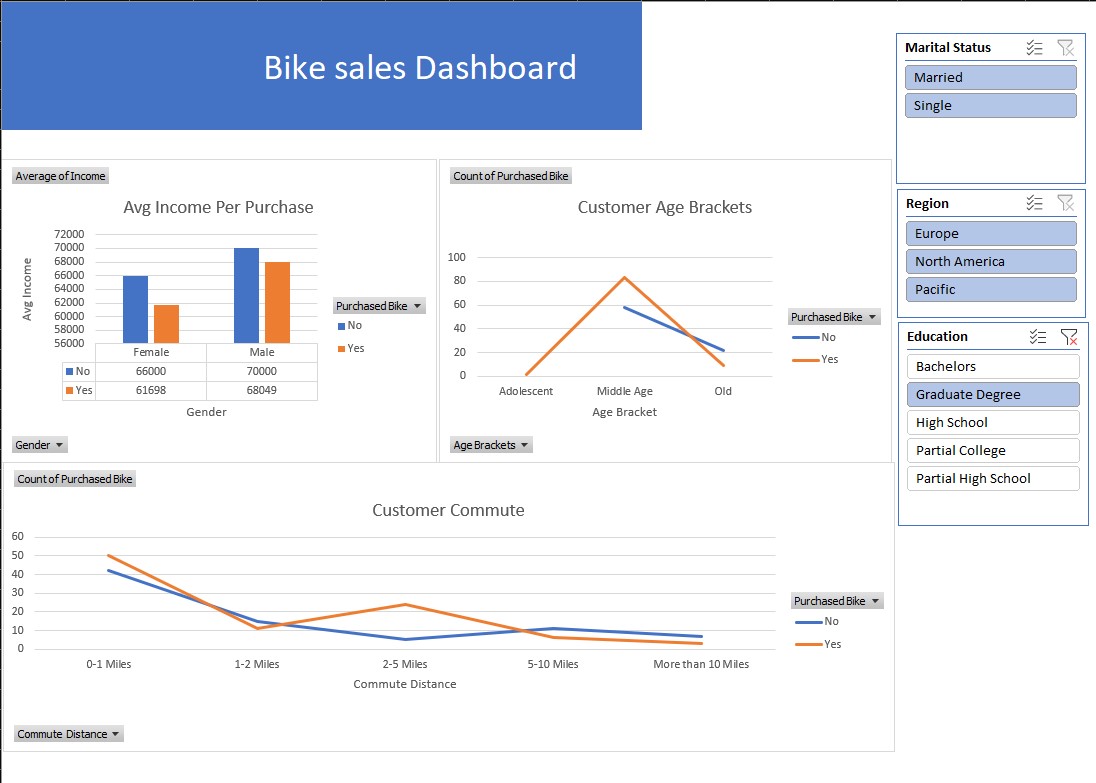 Bike sales Dashboard
Marital Status
Married
Single
Region
Europe
North America
Pacific
Education
Bachelors
Graduate Degree
High School
Partial College
Partial High School
Average of Income
Avg Income Per Purchase
72000
70000
68000
66000
64000
62000
60000
58000
56000
Avg Income
Female Male
No 66000 70000
Yes 61698 68049
Gender
Purchased Bike
No
Yes
Gender
Count of Purchased Bike
Customer Age Brackets
100
80
60
40
20
0
Adolescent Middle Age Old
Age Bracket
Purchased Bike
No
Yes
Age Brackets
Count of Purchased Bike
Customer Commute
60
50
40
30
20
10
0
0-1 Miles 1-2 Miles 2-5 Miles 5-10 Miles More than 10 Miles
Commute Distance
Purchased Bike
No
Yes
Commute Distance